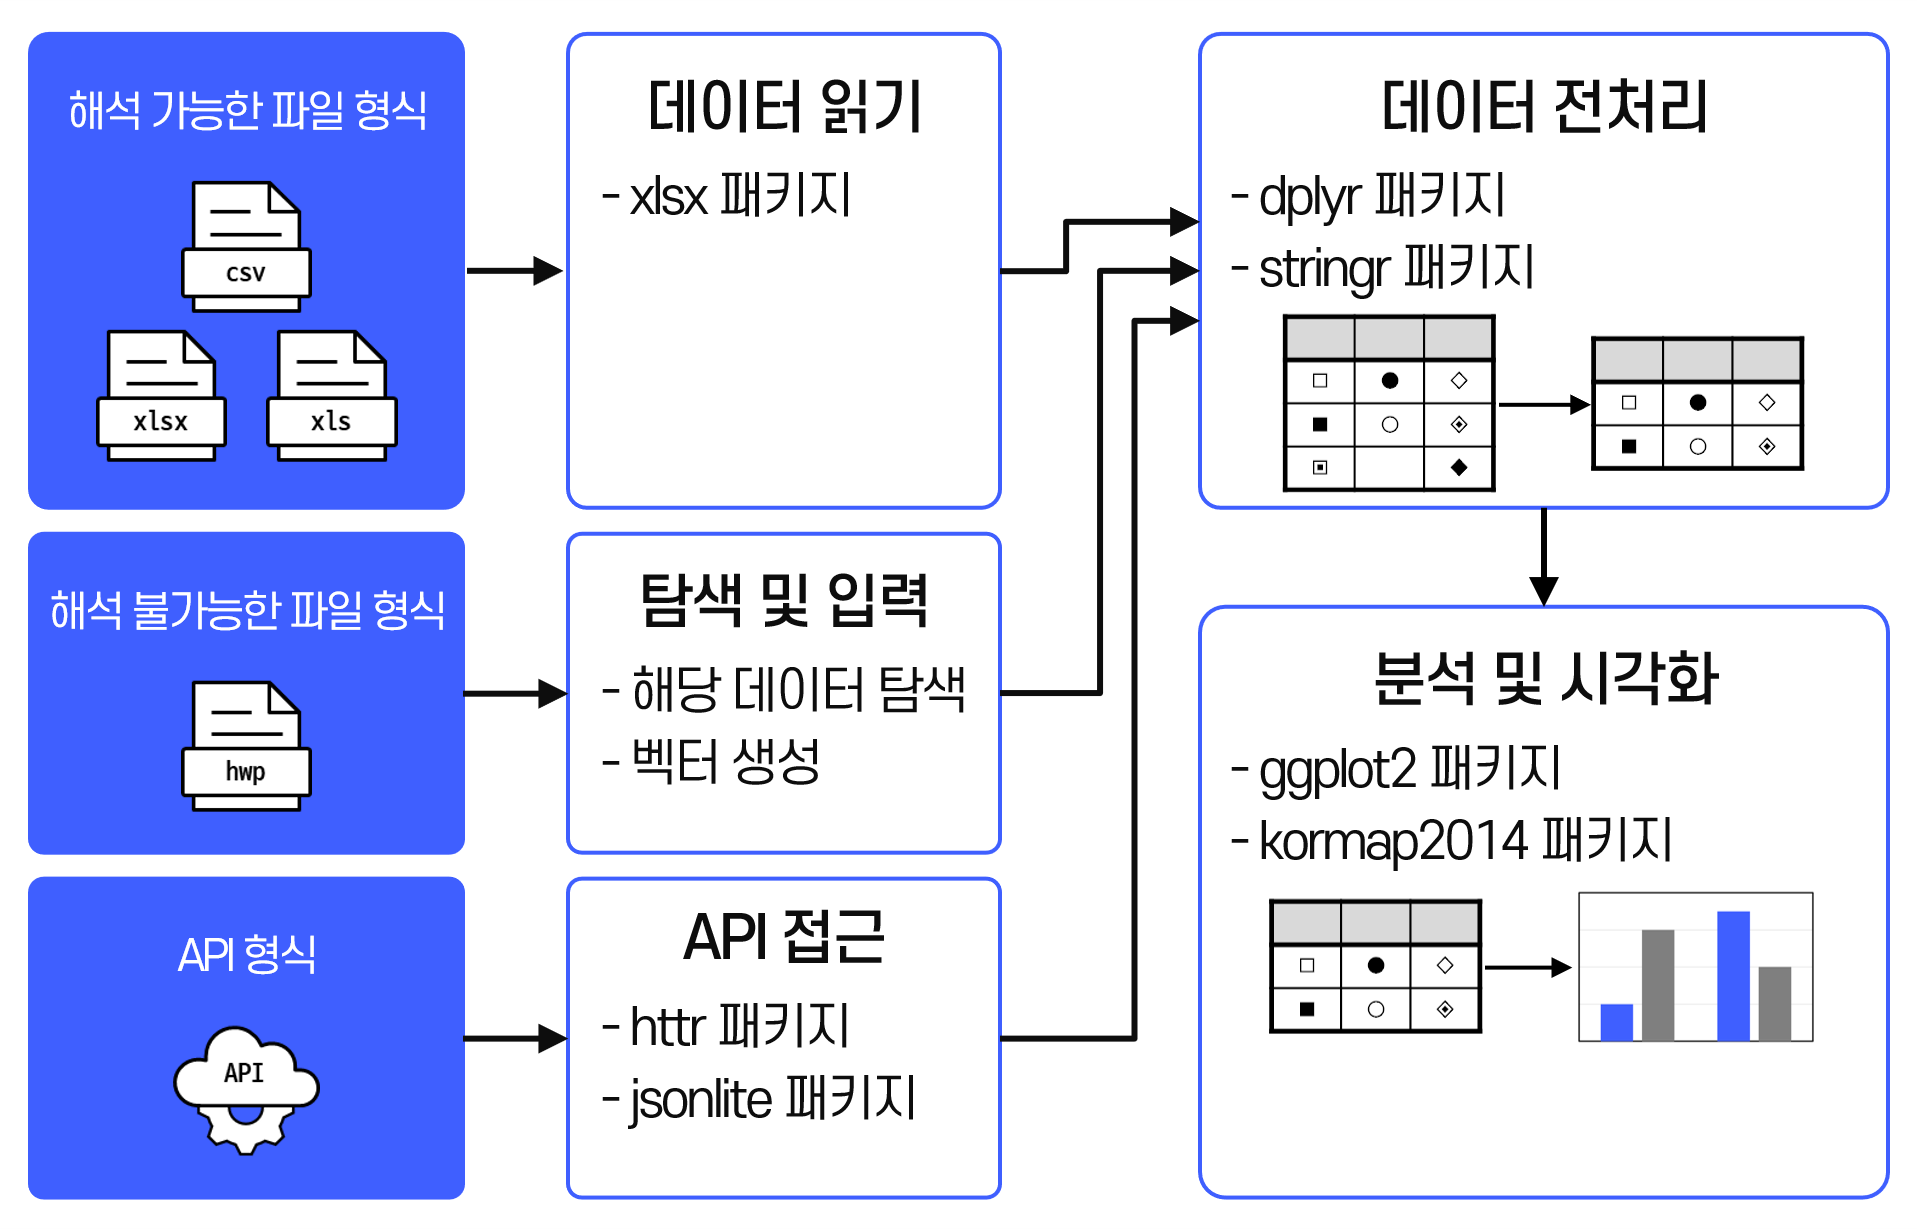 해석 가능한 파일 형식
csv
xlsx
xls
데이터 읽기
- xlsx 패키지
해석 불가능한 파일 형식
hwp
탐색 및 입력
- 해당 데이터 탐색
- 벡터 생성
API 형식
API
API 접근
- httr 패키지
- jsonlite 패키지
데이터 전처리
- dplyr 패키지
- stringr 패키지
분석 및 시각화
- ggplot2 패키지
- kormap2014 패키지